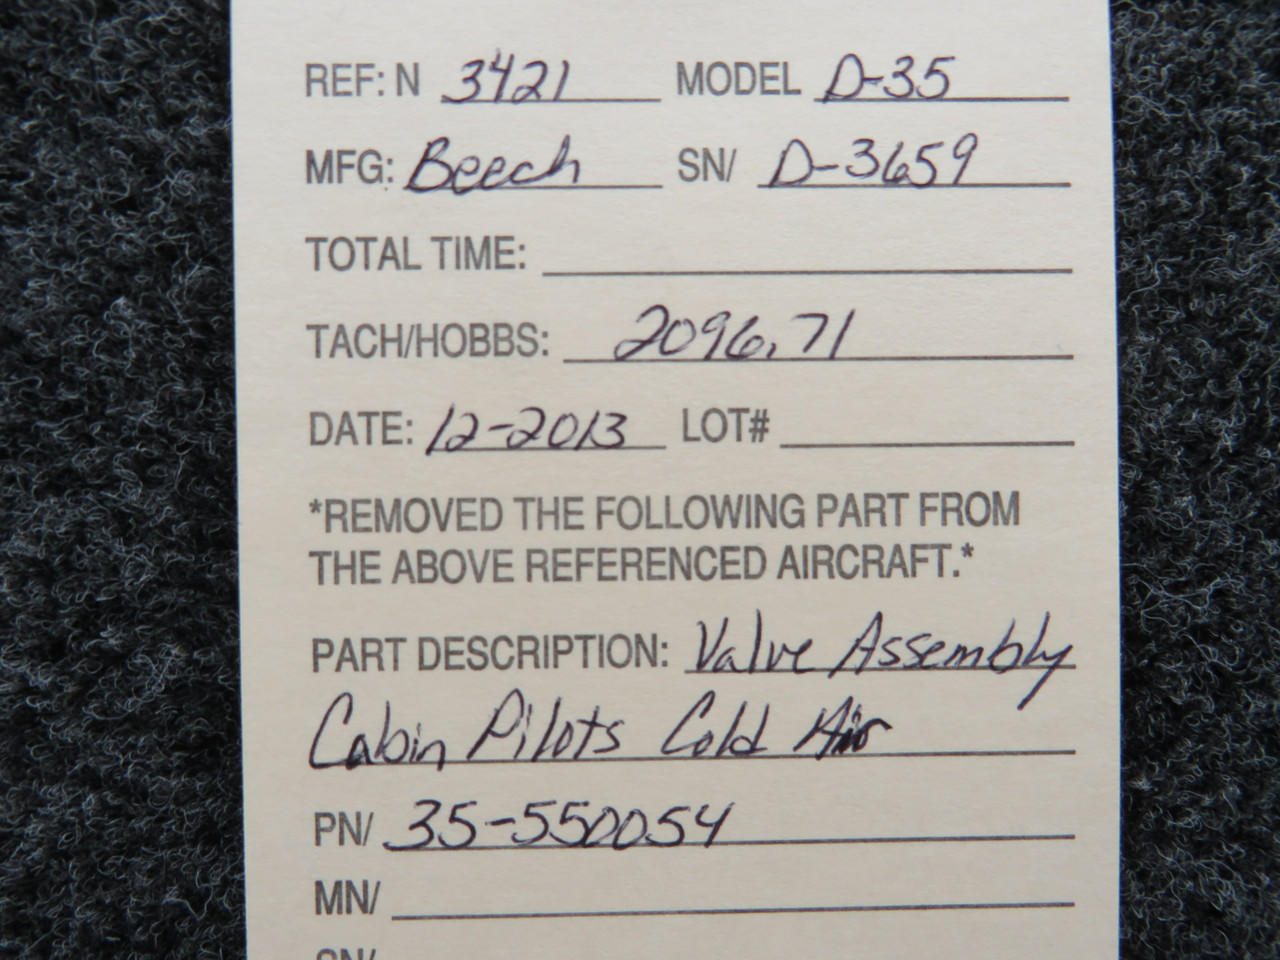 REF: N 3421 MODEL D-35
MFG: Beech SN/ D-3659
TOTAL TIME:
TACH/HOBBS: 2096.71
DATE: 12-2013 LOT#
*REMOVED THE FOLLOWING PART FROM
THE ABOVE REFERENCED AIRCRAFT.*
PART DESCRIPTION: Valve Assembly
Cabin Pilots Cold Air
PN/ 35-550054
MN/
SN/